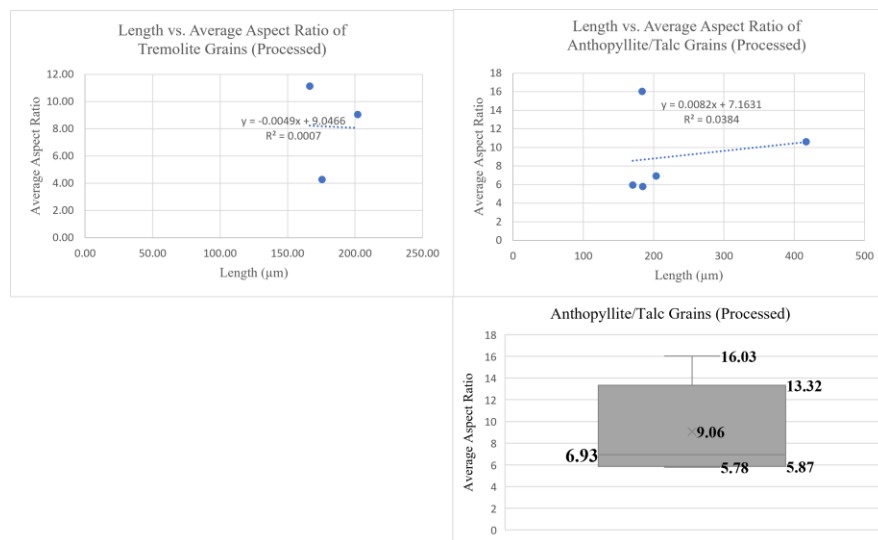 Length vs. Average Aspect Ratio of
Tremolite Grains (Processed)
Average Aspect Ratio
12.00
10.00
8.00
6.00
4.00
2.00
0.00
y = -0.0049x + 9.0466
R² = 0.0007
0.00 50.00 100.00 150.00 200.00 250.00
Length (µm)
Length vs. Average Aspect Ratio of
Anthopyllite/Talc Grains (Processed)
Average Aspect Ratio
18
16
14
12
10
8
6
4
2
0
y = 0.0082x + 7.1631
R² = 0.0384
0 100 200 300 400 500
Length (µm)
Anthopyllite/Talc Grains (Processed)
Average Aspect Ratio
18
16
14
12
10
8
6
4
2
0
16.03
13.32
9.06
6.93
5.78
5.87